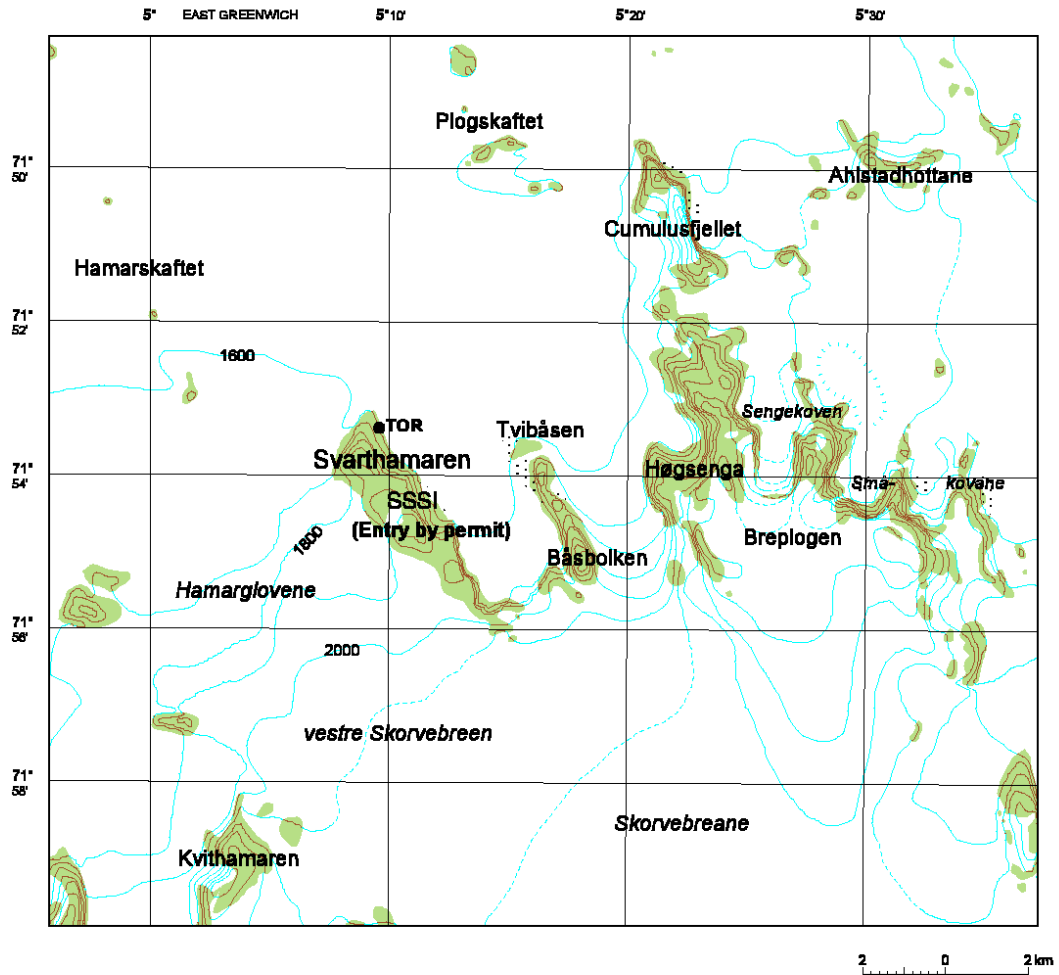 5° EAST GREENWICH 5°10' 5°20' 5°30'
Plogskaftet
71°
50'
Ahlstadhottane
Cumulusfjellet
Hamarskaftet
71°
52'
1600
Sengekoven
TOR
Tvibåsen
Svarthamaren
71°
54'
Høgsenga
Små-
kovane
SSSI
(Entry by permit)
Breplogen
1800
Båsbolken
Hamarglovene
71°
56'
2000
vestre Skorvebreen
71°
58'
Skorvebreane
Kvithamaren
2 0 2 km